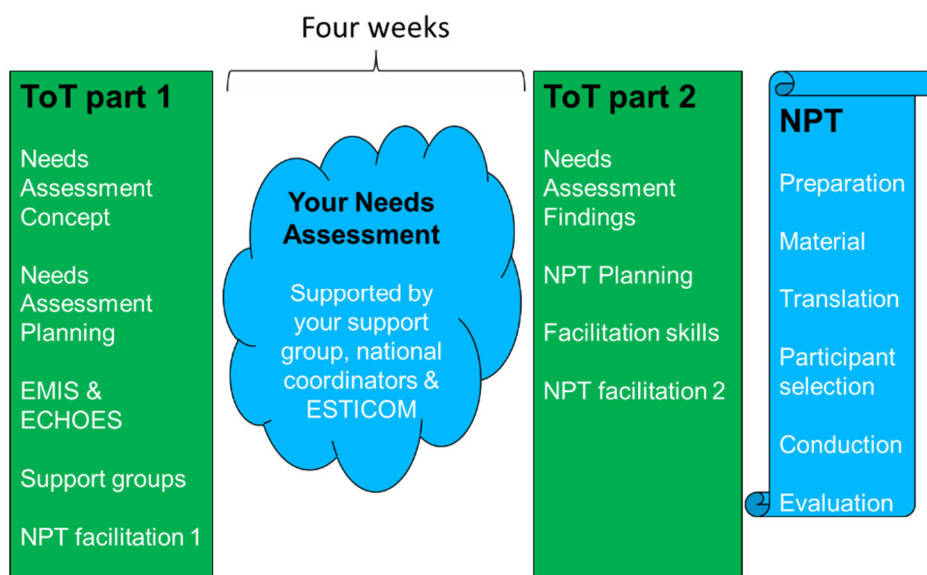 Four weeks
ToT part 1
Needs
Assessment
Concept
Needs
Assessment
Planning
EMIS &
ECHOES
Support groups
NPT facilitation 1
Your Needs
Assessment
Supported by
your support
group, national
coordinators &
ESTICOM
ToT part 2
Needs
Assessment
Findings
NPT Planning
Facilitation skills
NPT facilitation 2
NPT
Preparation
Material
Translation
Participant
selection
Conduction
Evaluation